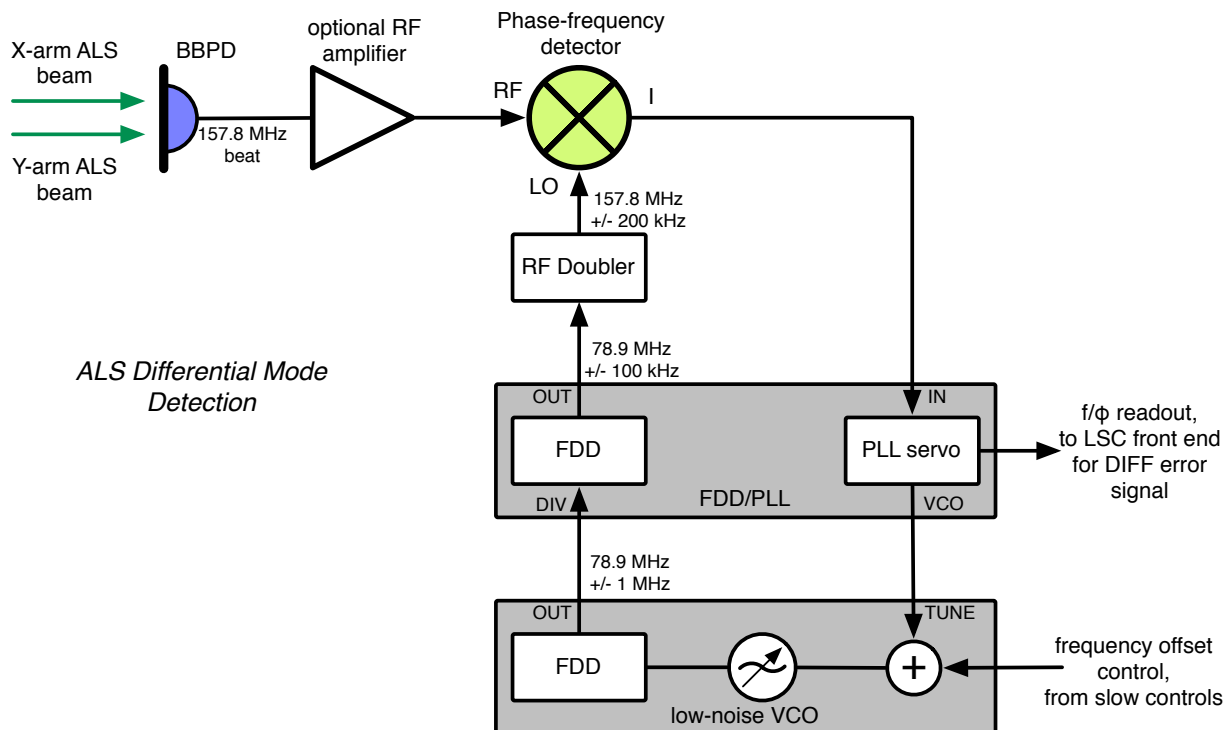 X-arm ALS
beam
BBPD
optional RF
amplifier
Phase-frequency
detector
RF
I
157.8 MHz
beat
Y-arm ALS
beam
LO
157.8 MHz
+/- 200 kHz
RF Doubler
78.9 MHz
+/- 100 kHz
ALS Differential Mode
Detection
OUT
IN
FDD
PLL servo
f/ϕ readout,
to LSC front end
for DIFF error
signal
DIV
FDD/PLL
VCO
78.9 MHz
+/- 1 MHz
OUT
TUNE
FDD
+
frequency offset
control,
from slow controls
low-noise VCO